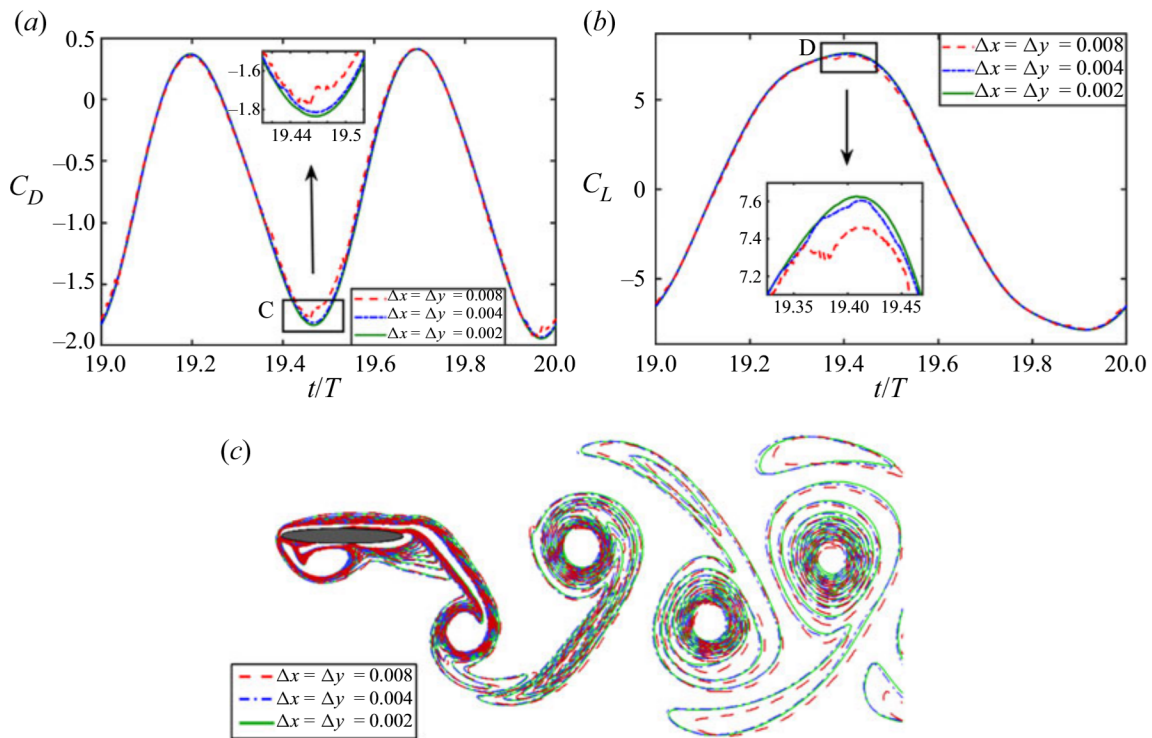 (a)
0.5
0
–0.5
–1.0
–1.5
–2.0
C_D
–1.6
–1.8
19.44
19.5
C
Δx = Δy = 0.008
Δx = Δy = 0.004
Δx = Δy = 0.002
19.0
19.2
19.4
19.6
19.8
20.0
t/T
(b)
D
Δx = Δy = 0.008
Δx = Δy = 0.004
Δx = Δy = 0.002
5
0
–5
C_L
7.6
7.4
7.2
19.35
19.40
19.45
19.0
19.2
19.4
19.6
19.8
20.0
t/T
(c)
Δx = Δy = 0.008
Δx = Δy = 0.004
Δx = Δy = 0.002